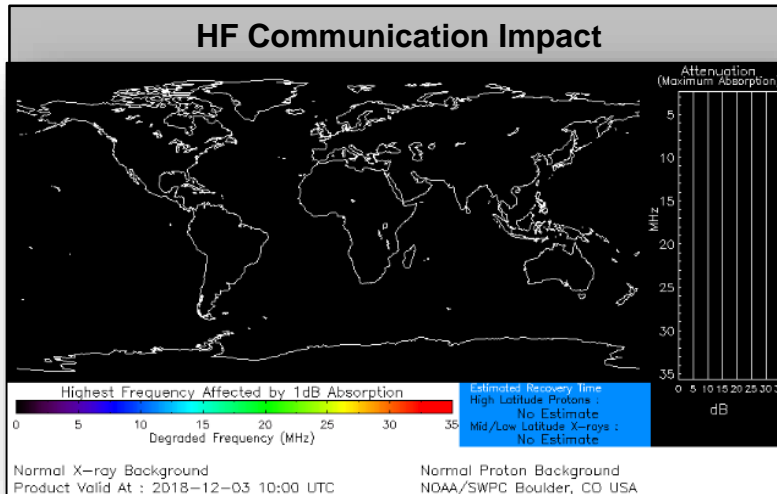 HF Communication Impact
Attenuation
(Maximum Absorption)
5
10
15
20
25
30
35
MHz
0 5 10 15 20 25 30
dB
Highest Frequency Affected by 1dB Absorption
0 5 10 15 20 25 30 35
Degraded Frequency (MHz)
Estimated Recovery Time
High Latitude Protons :
No Estimate
Mid/Low Latitude X-rays :
No Estimate
Normal X-ray Background
Normal Proton Background
Product Valid At : 2018-12-03 10:00 UTC
NOAA/SWPC Boulder, CO USA